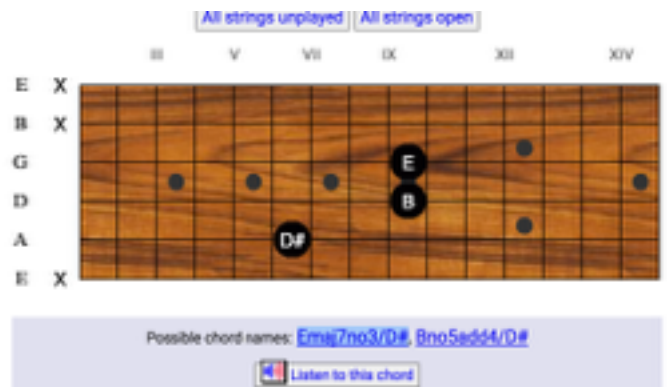 All strings unplayed All strings open
III V VII IX XII XIV
E X
B X
G E
D B
A D#
E X
Possible chord names: Emaj7no3/D#, Bno5add4/D#
Listen to this chord